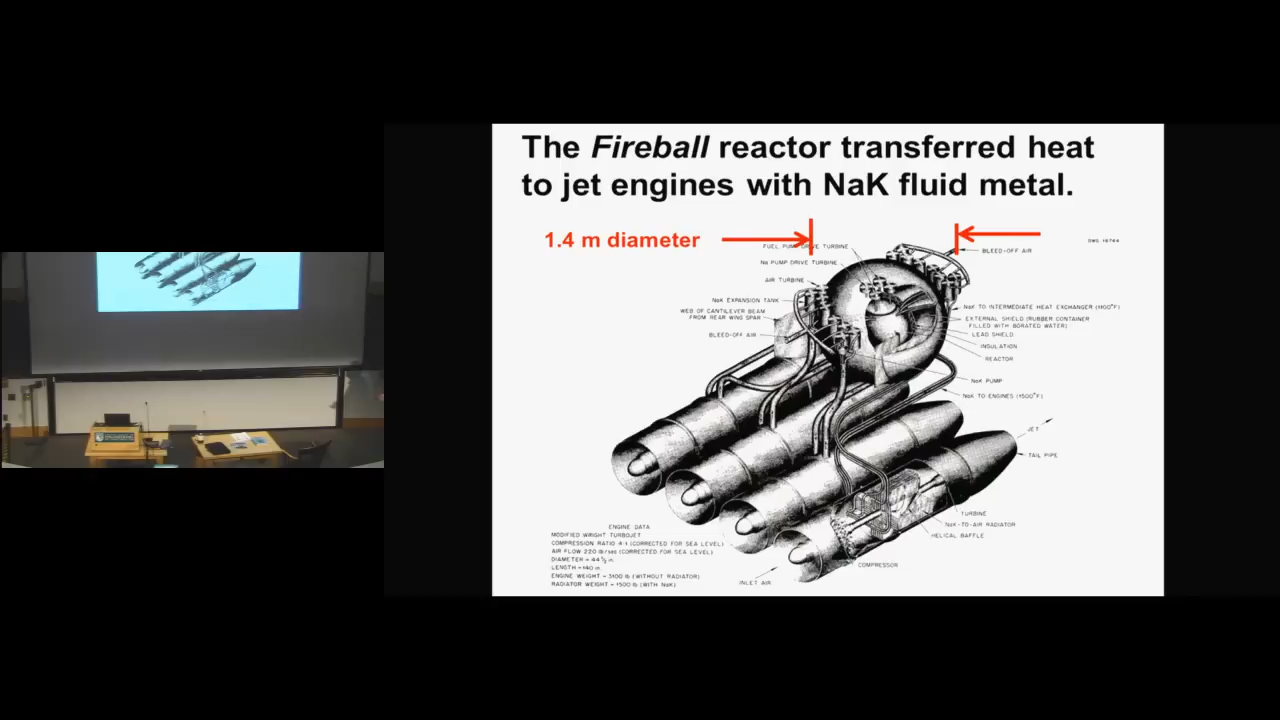 The Fireball reactor transferred heat
to jet engines with NaK fluid metal.
1.4 m diameter
FUEL PUMP DRIVE TURBINE
Na PUMP DRIVE TURBINE
AIR TURBINE
NaK EXPANSION TANK
WEB OF CANTILEVER BEAM
FROM REAR WING SPAR
BLEED-OFF AIR
DWG. 16744
BLEED-OFF AIR
NaK TO INTERMEDIATE HEAT EXCHANGER (1100°F)
EXTERNAL SHIELD (RUBBER CONTAINER
FILLED WITH BORATED WATER)
LEAD SHIELD
INSULATION
REACTOR
NaK PUMP
NaK TO ENGINES (1500°F)
JET
TAIL PIPE
TURBINE
NaK-TO-AIR RADIATOR
HELICAL BAFFLE
COMPRESSOR
INLET AIR
ENGINE DATA
MODIFIED WRIGHT TURBOJET
COMPRESSION RATIO 4:1 (CORRECTED FOR SEA LEVEL)
AIR FLOW 220 lb/sec (CORRECTED FOR SEA LEVEL)
DIAMETER = in.
LENGTH = 140 in.
ENGINE WEIGHT = 3100 lb (WITHOUT RADIATOR)
RADIATOR WEIGHT = 1500 lb (WITH NaK)